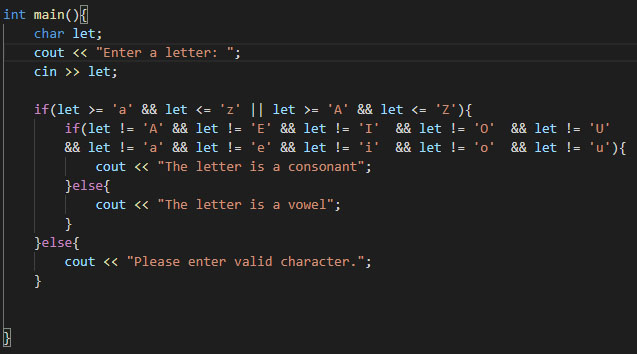 int main(){
char let;
cout << "Enter a letter: ";
cin >> let;
if(let >= 'a' && let <= 'z' || let >= 'A' && let <= 'Z'){
if(let != 'A' && let != 'E' && let != 'I'  && let != 'O'  && let != 'U'
&& let != 'a' && let != 'e' && let != 'i'  && let != 'o'  && let != 'u'){
cout << "The letter is a consonant";
}else{
cout << "The letter is a vowel";
}
}else{
cout << "Please enter valid character.";
}
}